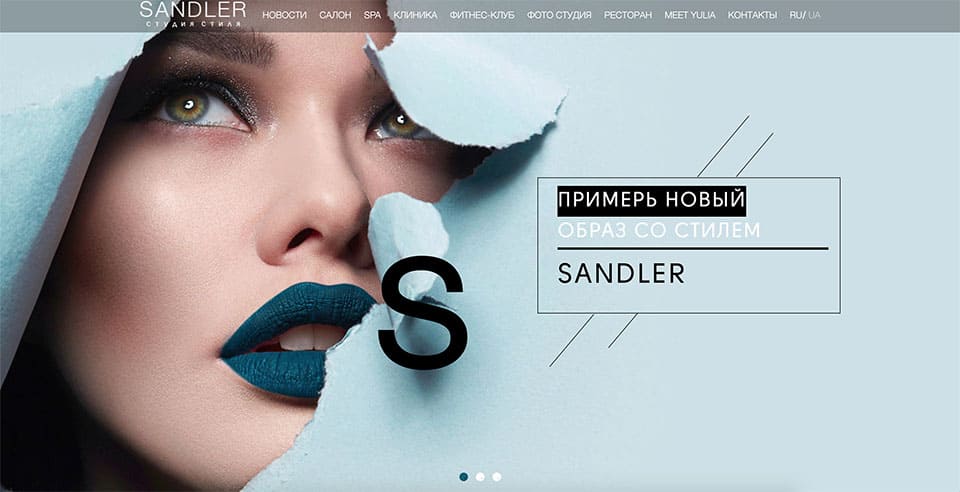 SANDLER
СТУДИЯ СТИЛЯ
НОВОСТИ САЛОН SPA КЛИНИКА ФИТНЕС-КЛУБ ФОТО СТУДИЯ РЕСТОРАН MEET YULIA КОНТАКТЫ RU/ UA
ПРИМЕРЬ НОВЫЙ
ОБРАЗ СО СТИЛЕМ
SANDLER
S